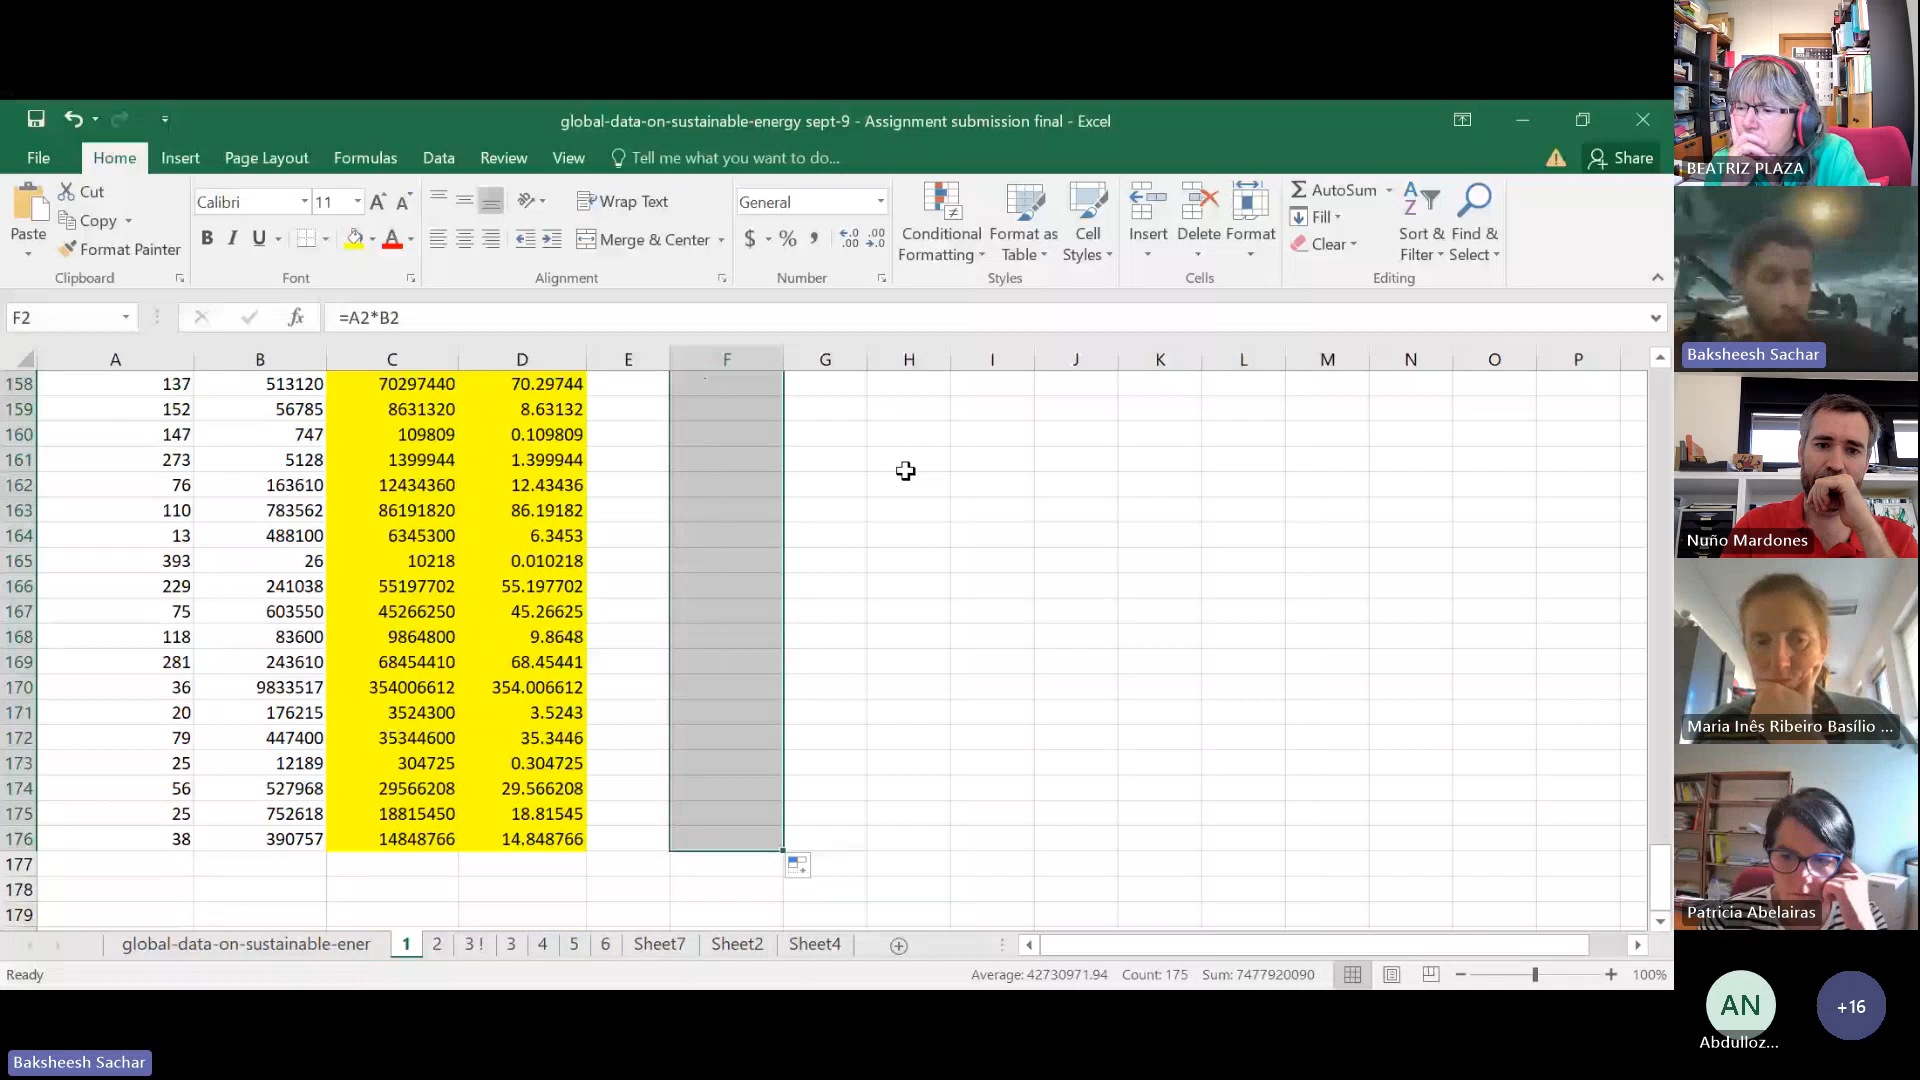 global-data-on-sustainable-energy sept-9 - Assignment submission final - Excel
File Home Insert Page Layout Formulas Data Review View Tell me what you want to do... Share
Paste Cut Copy Format Painter Clipboard
Calibri 11 B I U A A Font
Wrap Text Merge & Center Alignment
General $ % , Number
Conditional Formatting Format as Table Cell Styles Styles
Insert Delete Format Cells
AutoSum Fill Clear Sort & Filter Find & Select Editing
F2 fx =A2*B2
A B C D E F G H I J K L M N O P
158 137 513120 70297440 70.29744
159 152 56785 8631320 8.63132
160 147 747 109809 0.109809
161 273 5128 1399944 1.399944
162 76 163610 12434360 12.43436
163 110 783562 86191820 86.19182
164 13 488100 6345300 6.3453
165 393 26 10218 0.010218
166 229 241038 55197702 55.197702
167 75 603550 45266250 45.26625
168 118 83600 9864800 9.8648
169 281 243610 68454410 68.45441
170 36 9833517 354006612 354.006612
171 20 176215 3524300 3.5243
172 79 447400 35344600 35.3446
173 25 12189 304725 0.304725
174 56 527968 29566208 29.566208
175 25 752618 18815450 18.81545
176 38 390757 14848766 14.848766
177
178
179
global-data-on-sustainable-ener 1 2 3 ! 3 4 5 6 Sheet7 Sheet2 Sheet4
Ready Average: 42730971.94 Count: 175 Sum: 7477920090 100%
Baksheesh Sachar
BEATRIZ PLAZA
Baksheesh Sachar
Nuño Mardones
Maria Inês Ribeiro Basílio ...
Patricia Abelairas
AN
Abdulloz...
+16